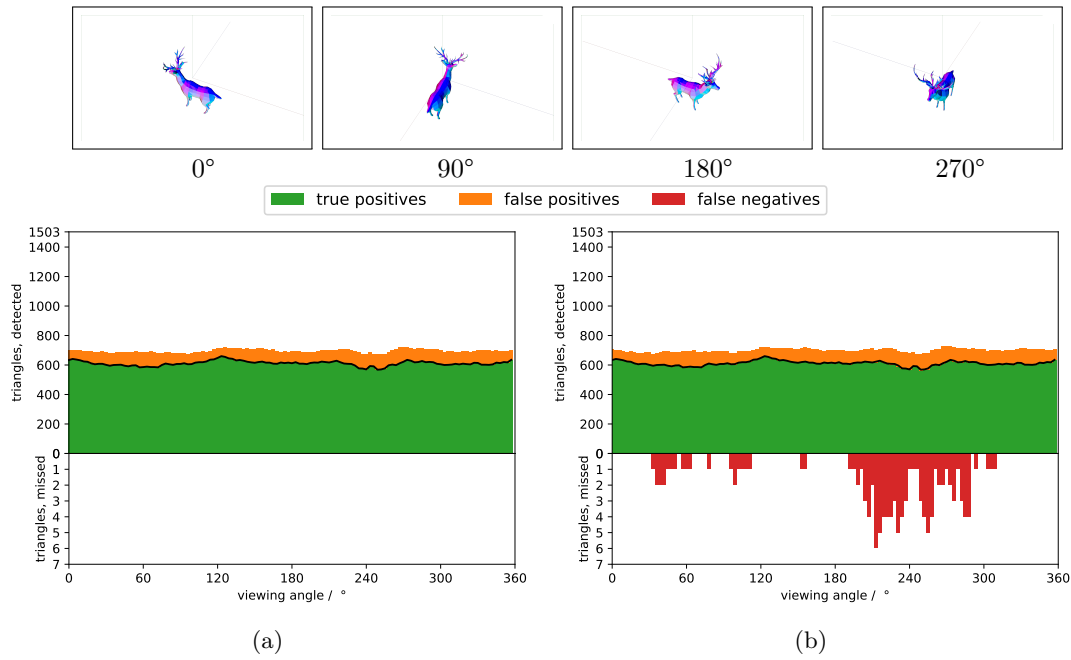 0° 90° 180° 270°
true positives false positives false negatives
1503 1400 1200 1000 800 600 400 200 0
triangles, detected
0 1 2 3 4 5 6 7
triangles, missed
0 60 120 180 240 300 360
viewing angle / °
(a)
1503 1400 1200 1000 800 600 400 200 0
triangles, detected
0 1 2 3 4 5 6 7
triangles, missed
0 60 120 180 240 300 360
viewing angle / °
(b)